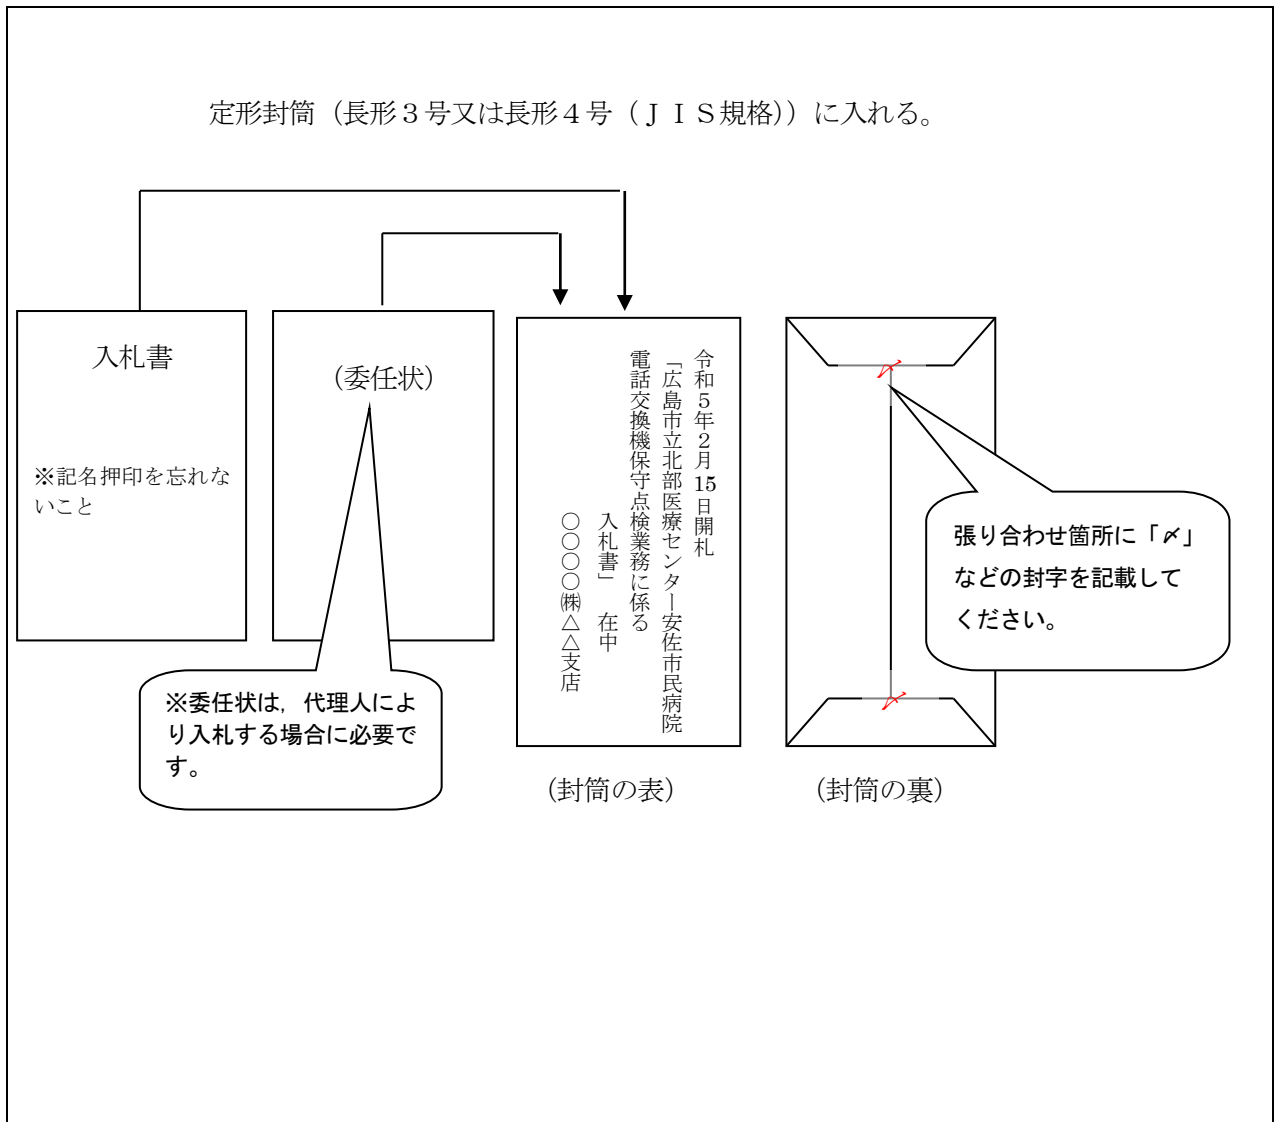 定形封筒（長形３号又は長形４号（ＪＩＳ規格））に入れる。
入札書
※記名押印を忘れな
いこと
（委任状）
※委任状は，代理人によ
り入札する場合に必要で
す。
令和５年２月15日開札
「広島市立北部医療センター安佐市民病院
電話交換機保守点検業務に係る
入札書」　在中
○○○○㈱△△支店
（封筒の表）
〆
張り合わせ箇所に「〆」
などの封字を記載して
ください。
〆
（封筒の裏）